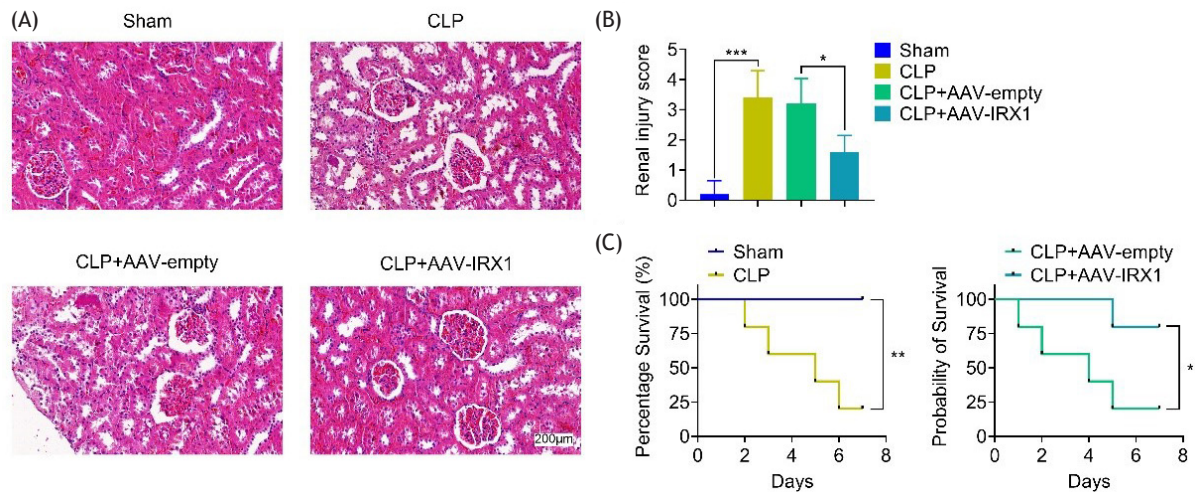 (A)
Sham
CLP
CLP+AAV-empty
CLP+AAV-IRX1
200μm
(B)
Renal injury score
5
4
3
2
1
0
***
*
Sham
CLP
CLP+AAV-empty
CLP+AAV-IRX1
(C)
Sham
CLP
Percentage Survival (%)
100
75
50
25
0
0 2 4 6 8
Days
**
CLP+AAV-empty
CLP+AAV-IRX1
Probability of Survival
100
75
50
25
0
0 2 4 6 8
Days
*